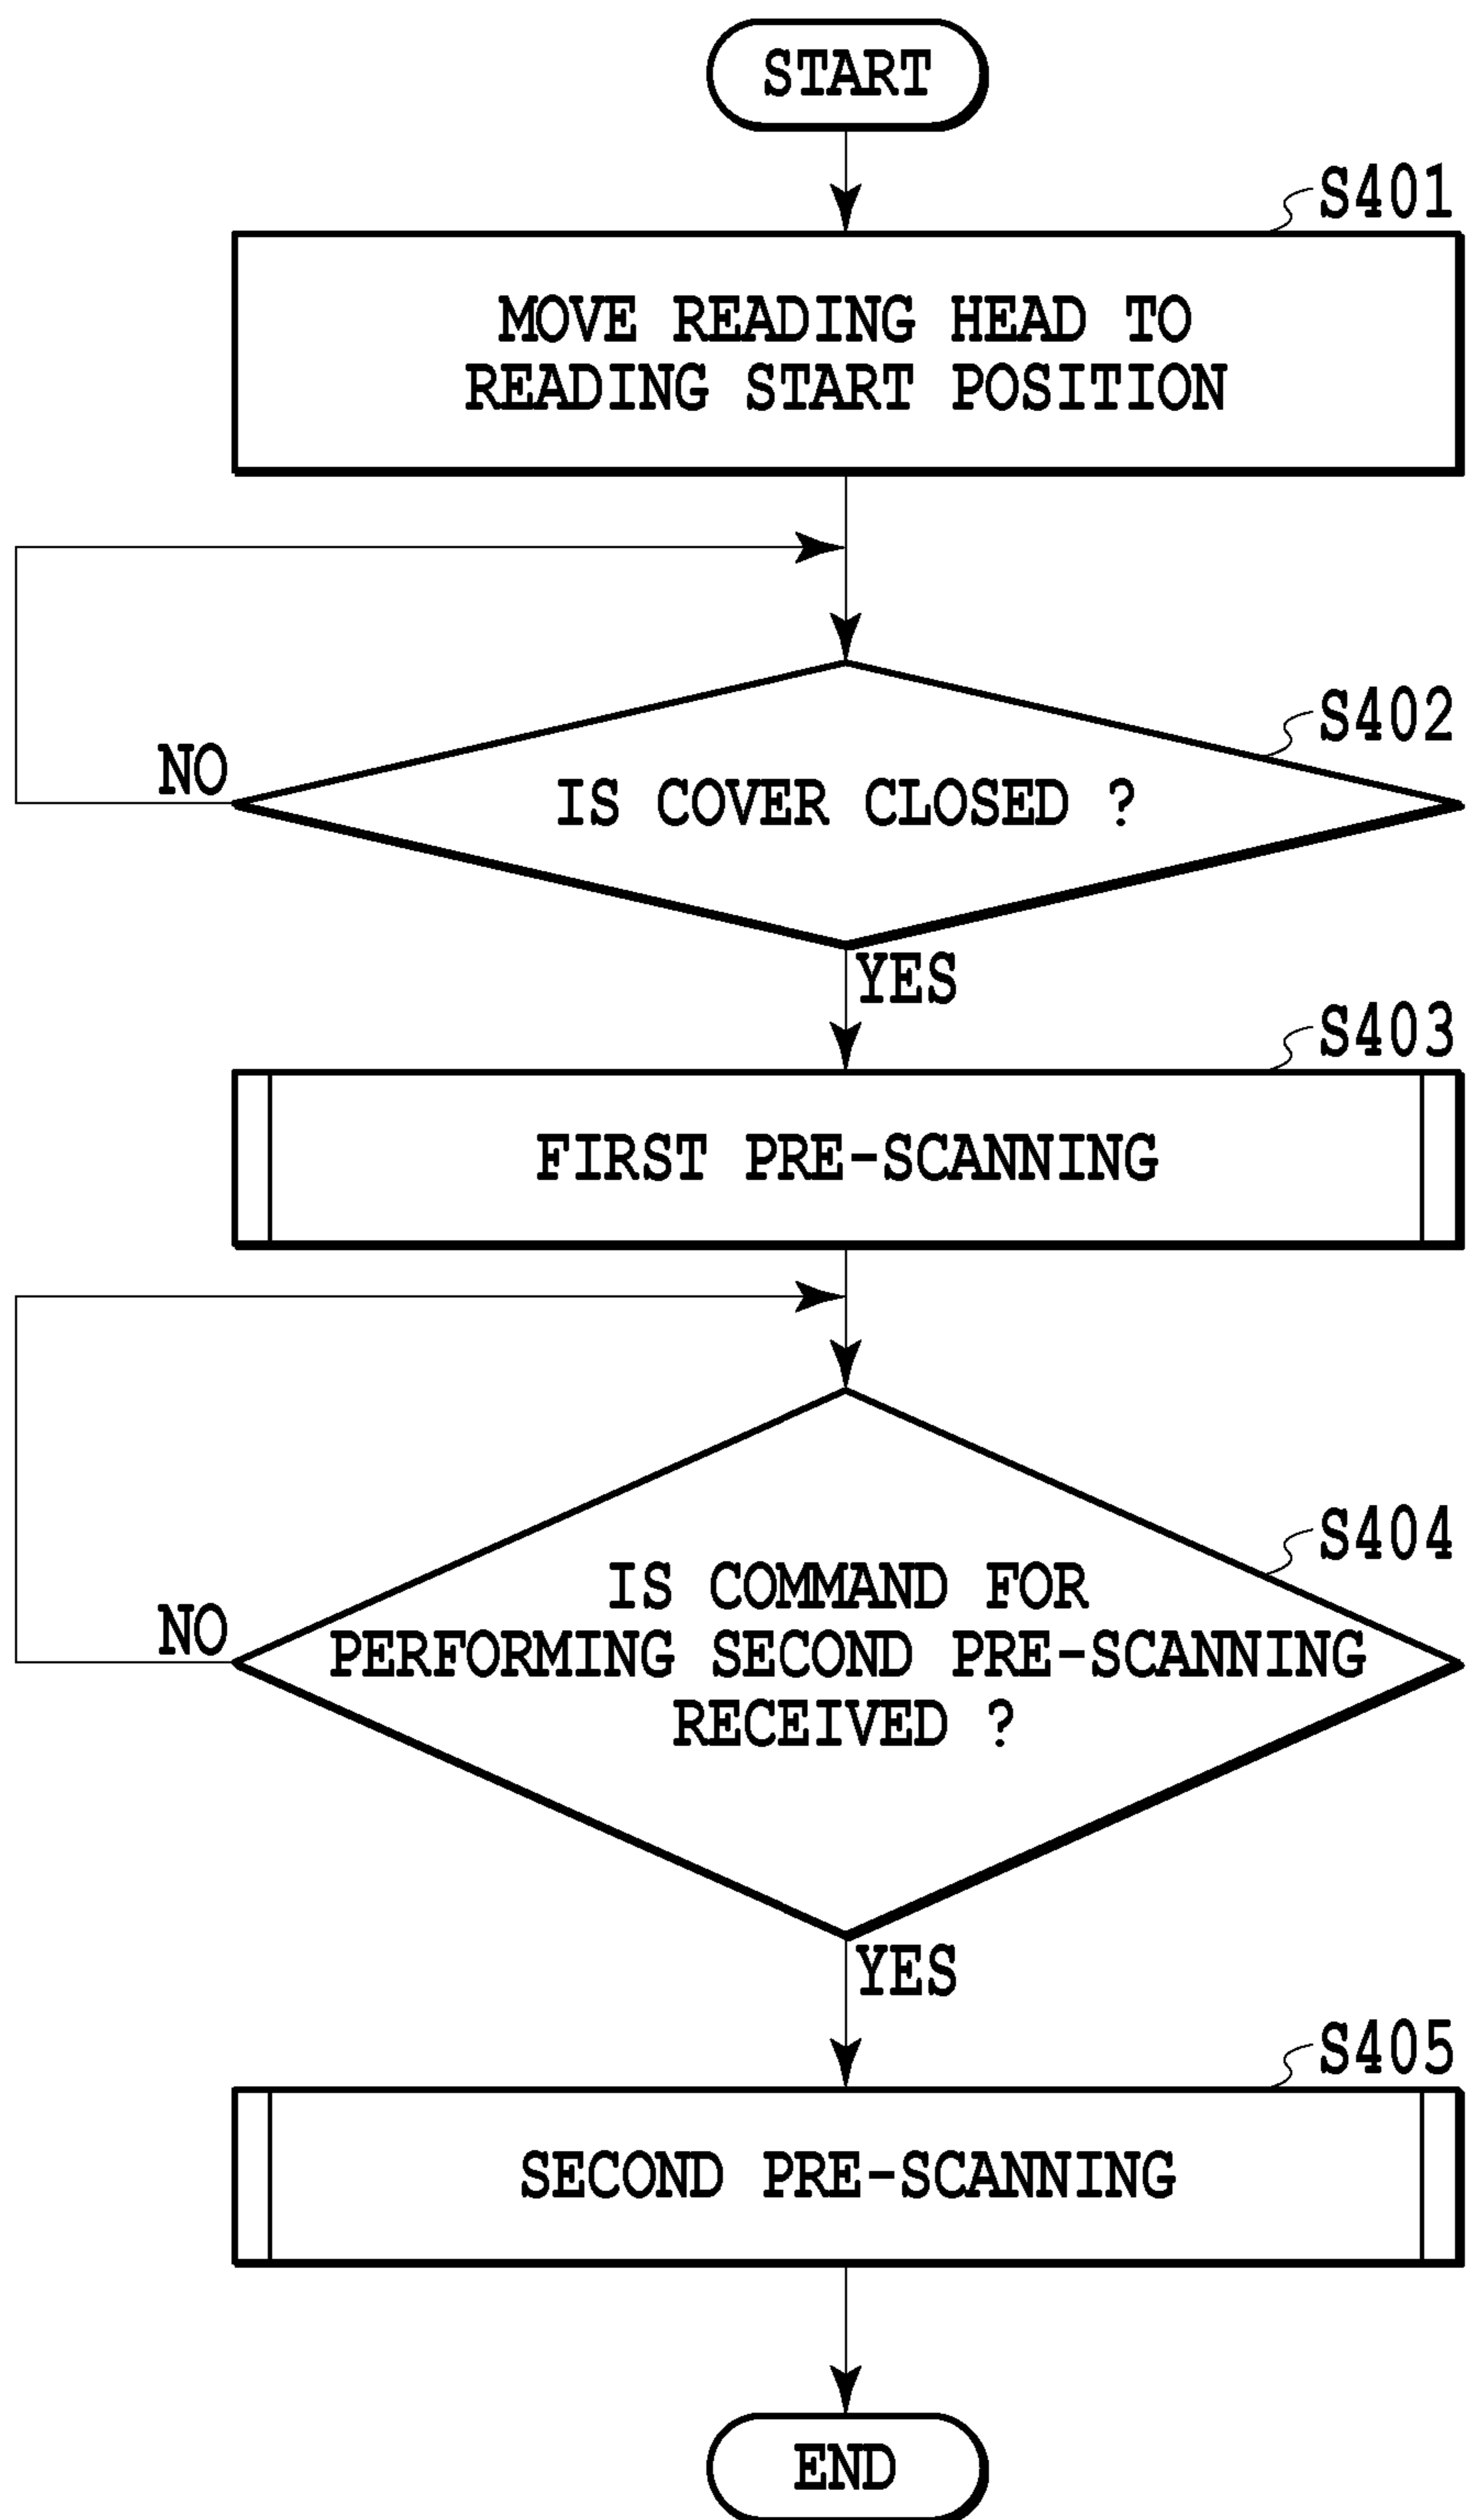 START
S401
MOVE READING HEAD TO
READING START POSITION
S402
NO
IS COVER CLOSED ?
YES
S403
FIRST PRE-SCANNING
S404
IS COMMAND FOR
NO
PERFORMING SECOND PRE-SCANNING
RECEIVED ?
YES
S405
SECOND PRE-SCANNING
END